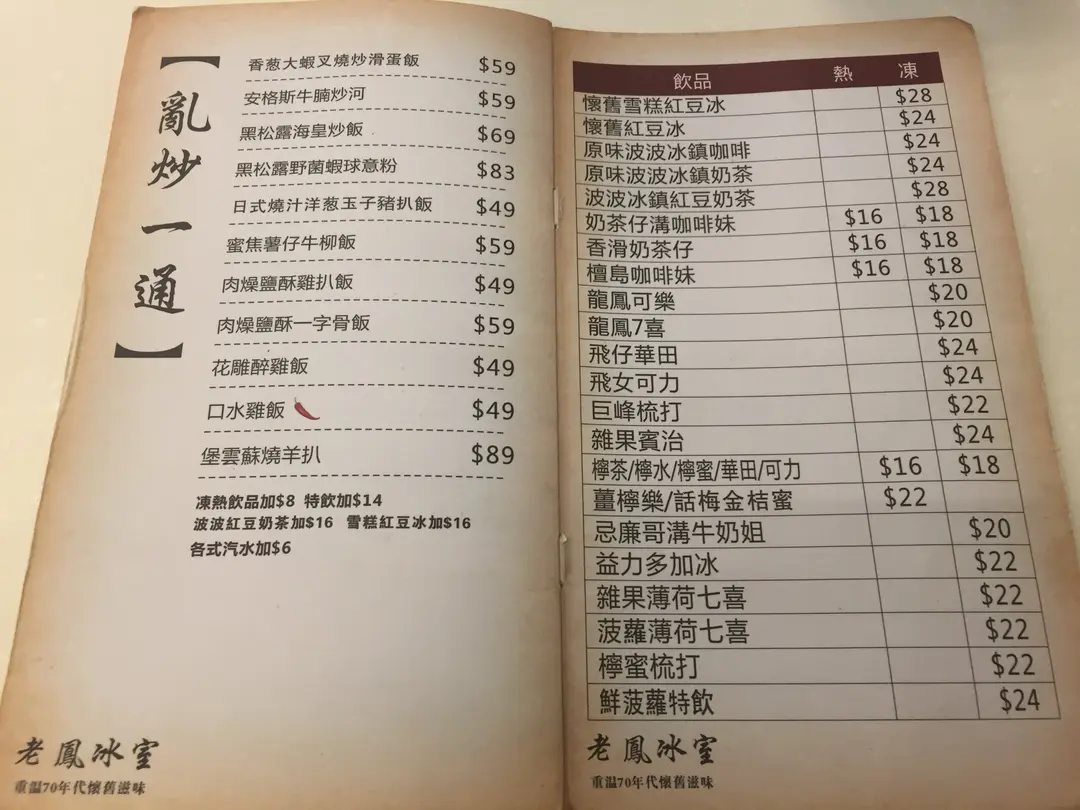 【亂炒一通】
香葱大蝦叉燒炒滑蛋飯 $59
安格斯牛腩炒河 $59
黑松露海皇炒飯 $69
黑松露野菌蝦球意粉 $83
日式燒汁洋葱玉子豬扒飯 $49
蜜焦薯仔牛柳飯 $59
肉燥鹽酥雞扒飯 $49
肉燥鹽酥一字骨飯 $59
花雕醉雞飯 $49
口水雞飯 $49
堡雲蘇燒羊扒 $89
凍熱飲品加$8 特飲加$14
波波紅豆奶茶加$16 雪糕紅豆冰加$16
各式汽水加$6
老鳳冰室
重溫70年代懷舊滋味
飲品 熱 凍
懷舊雪糕紅豆冰 $28
懷舊紅豆冰 $24
原味波波冰鎮咖啡 $24
原味波波冰鎮奶茶 $24
波波冰鎮紅豆奶茶 $28
奶茶仔溝咖啡妹 $16 $18
香滑奶茶仔 $16 $18
檀島咖啡妹 $16 $18
龍鳳可樂 $20
龍鳳7喜 $20
飛仔華田 $24
飛女可力 $24
巨峰梳打 $22
雜果賓治 $24
檸茶/檸水/檸蜜/華田/可力 $16 $18
薑檸樂/話梅金桔蜜 $22
忌廉哥溝牛奶姐 $20
益力多加冰 $22
雜果薄荷七喜 $22
菠蘿薄荷七喜 $22
檸蜜梳打 $22
鮮菠蘿特飲 $24
老鳳冰室
重溫70年代懷舊滋味